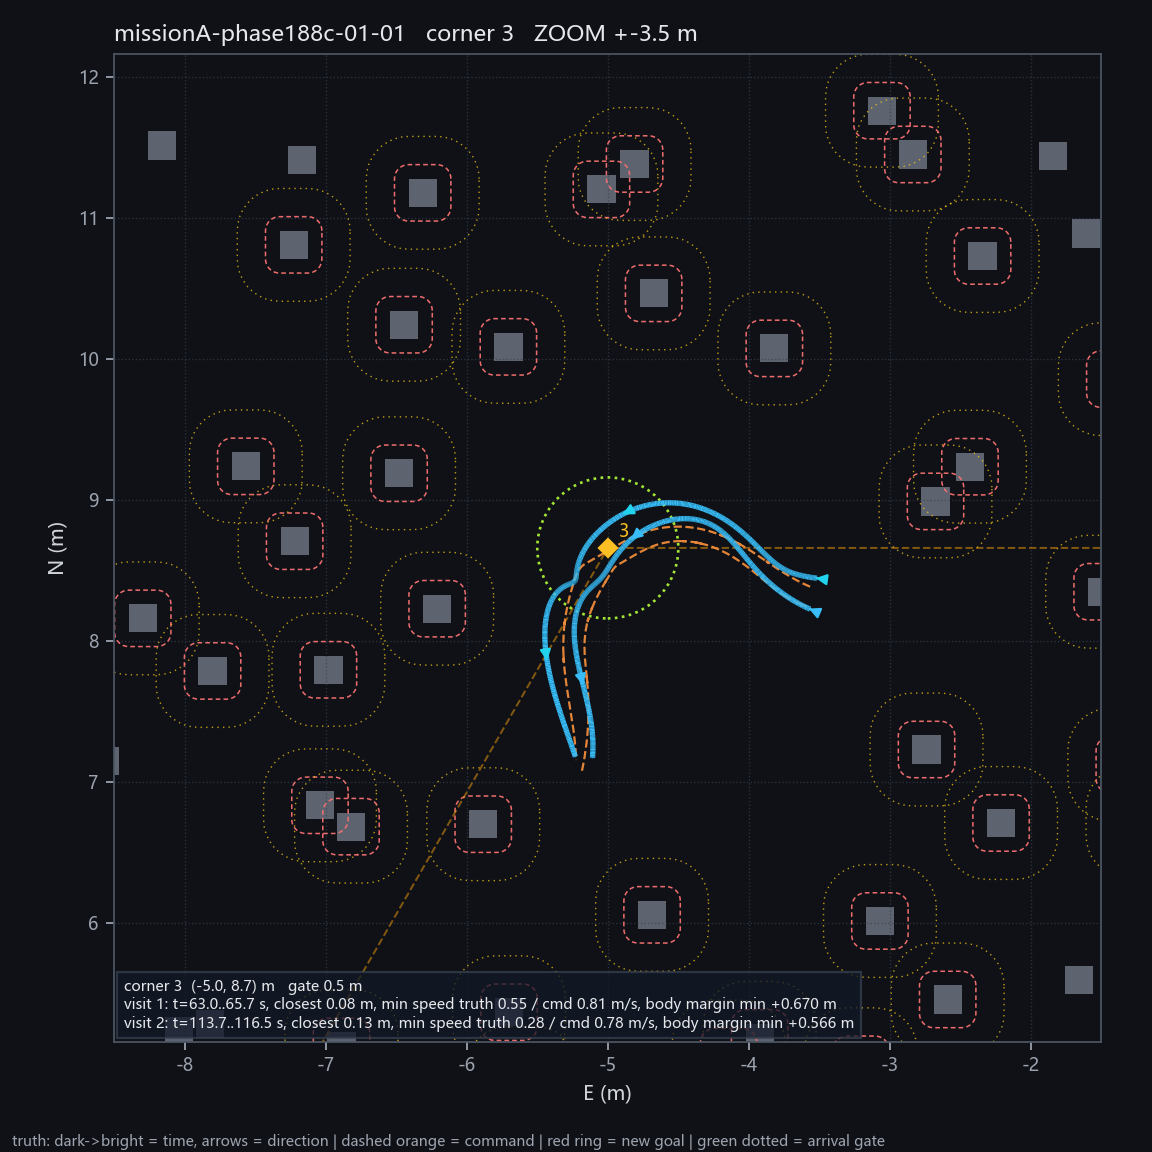 missionA-phase188c-01-01 corner 3 ZOOM +-3.5 m
12
11
10
9
8
7
6
N (m)
3
corner 3 (-5.0, 8.7) m gate 0.5 m
visit 1: t=63.0..65.7 s, closest 0.08 m, min speed truth 0.55 / cmd 0.81 m/s, body margin min +0.670 m
visit 2: t=113.7..116.5 s, closest 0.13 m, min speed truth 0.28 / cmd 0.78 m/s, body margin min +0.566 m
-8 -7 -6 -5 -4 -3 -2
E (m)
truth: dark->bright = time, arrows = direction | dashed orange = command | red ring = new goal | green dotted = arrival gate